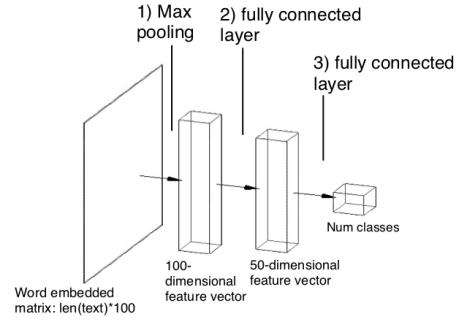 1) Max
pooling
2) fully connected
layer
3) fully connected
layer
Num classes
100-
dimensional
feature vector
50-dimensional
feature vector
Word embedded
matrix: len(text)*100